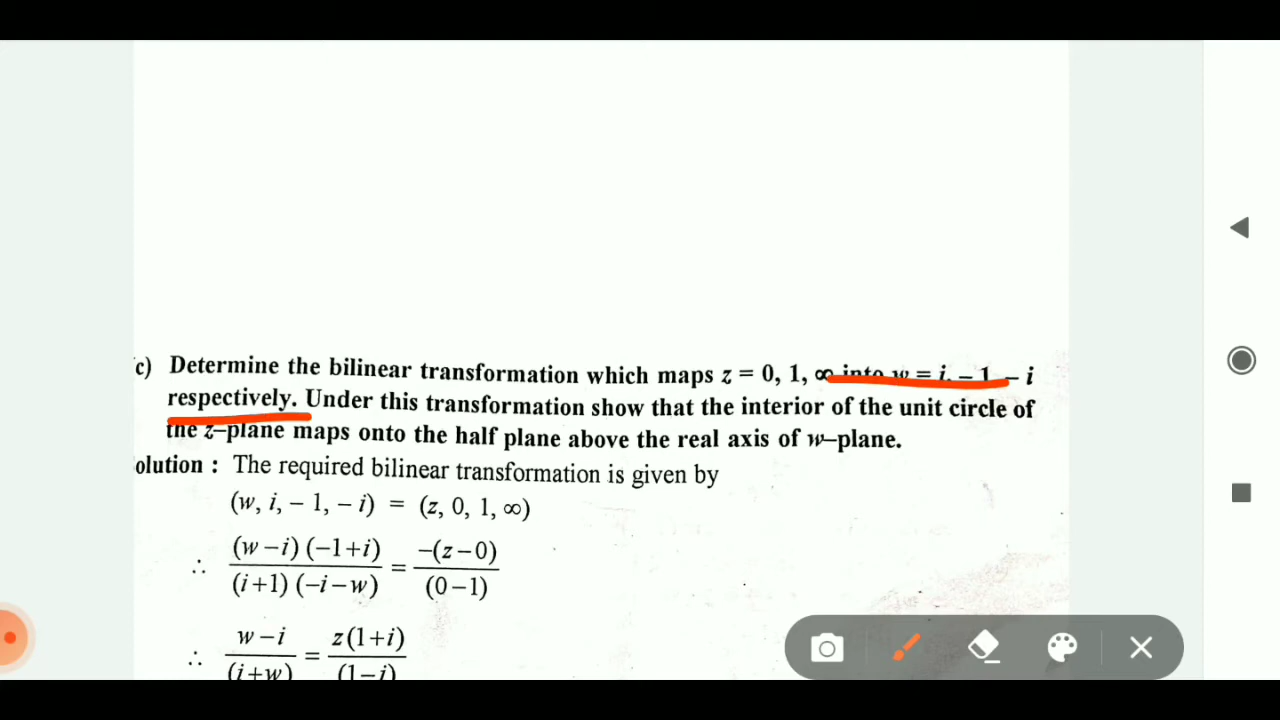 c) Determine the bilinear transformation which maps z = 0, 1, ∞ into w = i, – 1, – i
respectively. Under this transformation show that the interior of the unit circle of
the z–plane maps onto the half plane above the real axis of w–plane.
olution : The required bilinear transformation is given by
(w, i, – 1, – i) = (z, 0, 1, ∞)
∴ (w – i) (–1+i) / (i+1) (–i – w) = –(z – 0) / (0 – 1)
∴ w – i / (i+w) = z(1+i) / (1–i)